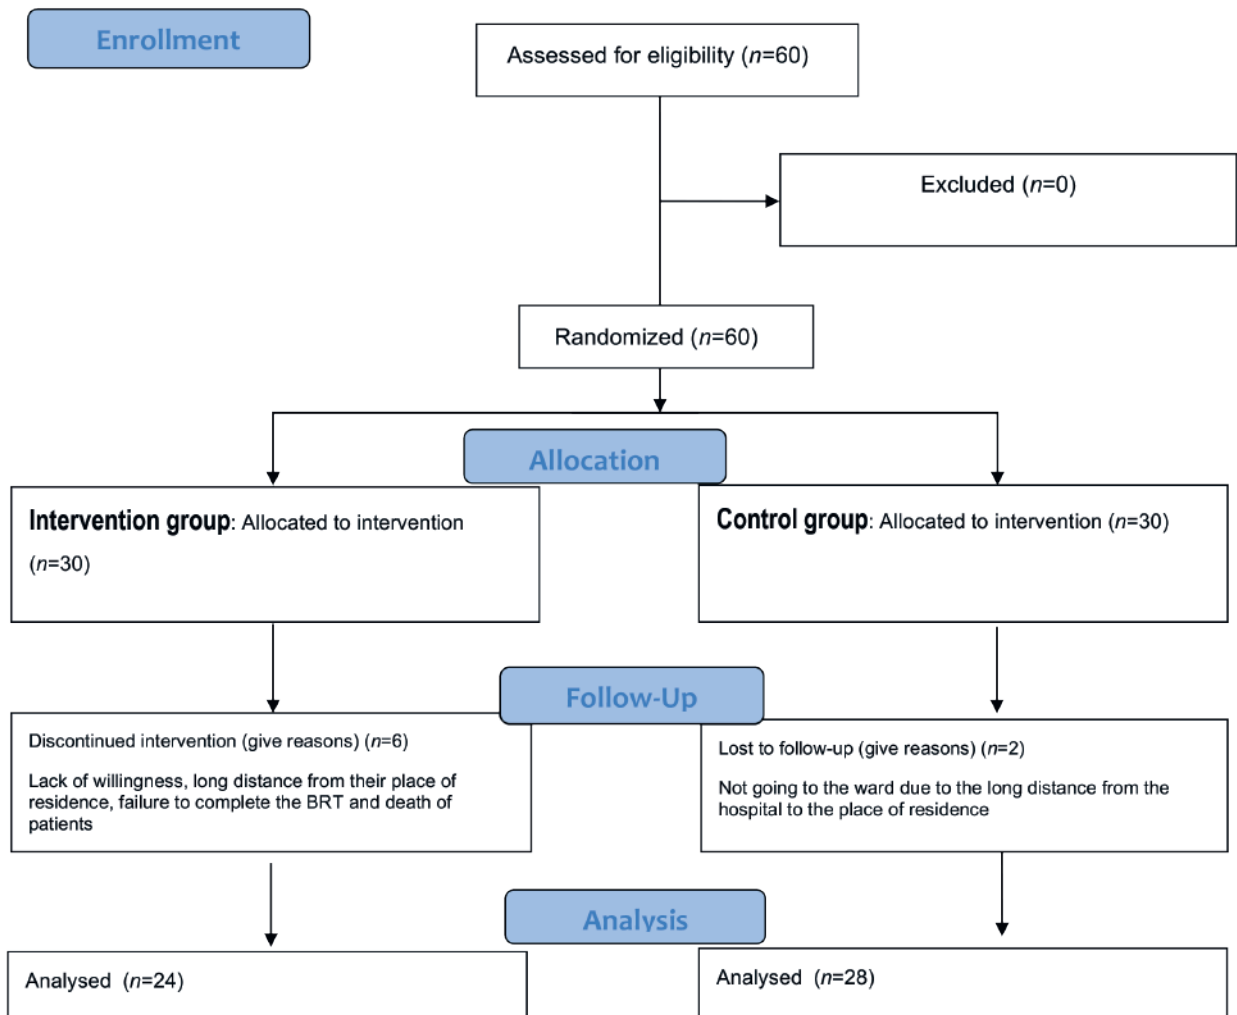 Enrollment
Assessed for eligibility (n=60)
Excluded (n=0)
Randomized (n=60)
Allocation
Intervention group: Allocated to intervention
(n=30)
Control group: Allocated to intervention (n=30)
Follow-Up
Discontinued intervention (give reasons) (n=6)
Lack of willingness, long distance from their place of
residence, failure to complete the BRT and death of
patients
Lost to follow-up (give reasons) (n=2)
Not going to the ward due to the long distance from the
hospital to the place of residence
Analysis
Analysed (n=24)
Analysed (n=28)